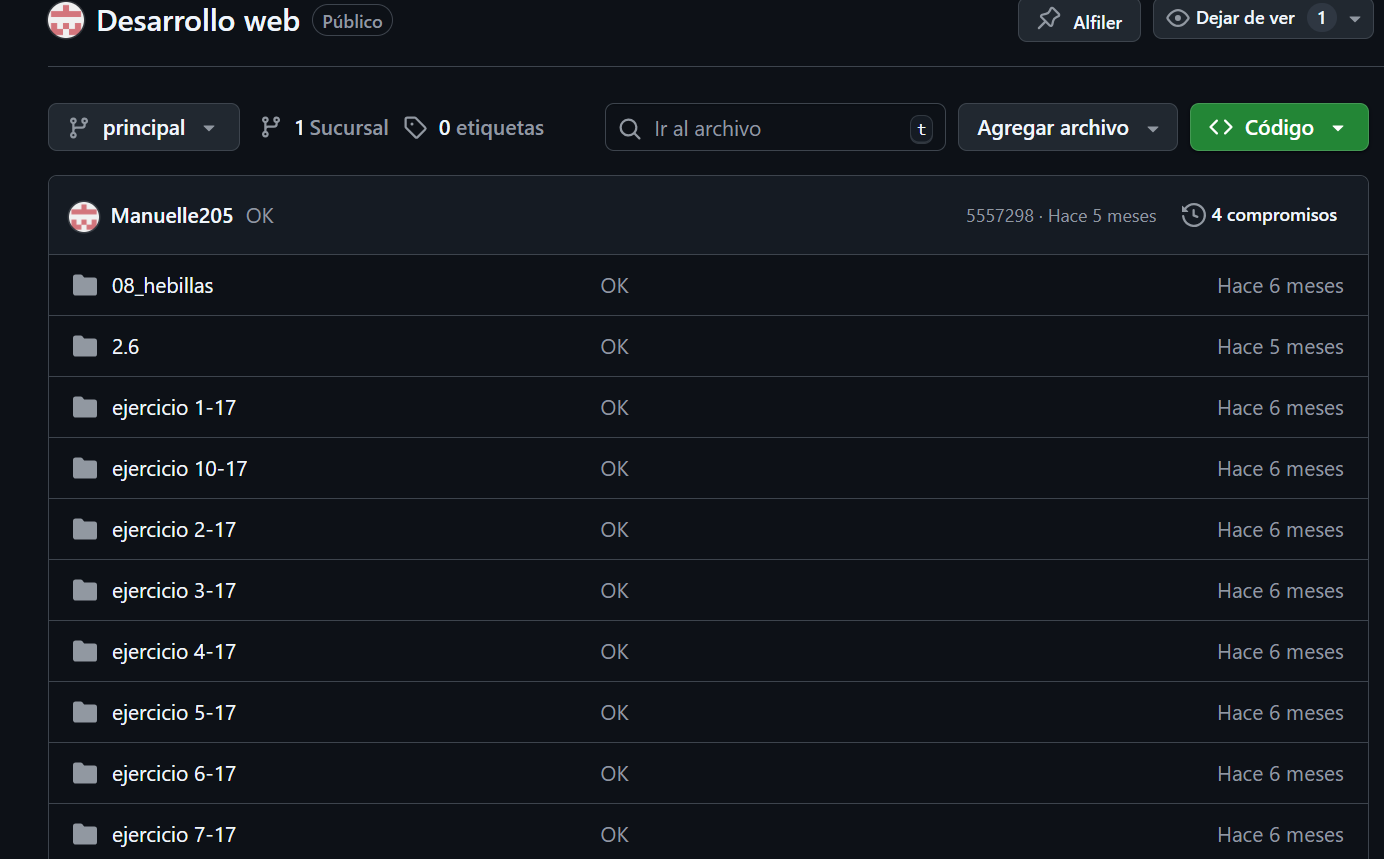 Desarrollo web Público Alfiler Dejar de ver 1
principal 1 Sucursal 0 etiquetas Ir al archivo t Agregar archivo Código
Manuelle205 OK 5557298 · Hace 5 meses 4 compromisos
08_hebillas OK Hace 6 meses
2.6 OK Hace 5 meses
ejercicio 1-17 OK Hace 6 meses
ejercicio 10-17 OK Hace 6 meses
ejercicio 2-17 OK Hace 6 meses
ejercicio 3-17 OK Hace 6 meses
ejercicio 4-17 OK Hace 6 meses
ejercicio 5-17 OK Hace 6 meses
ejercicio 6-17 OK Hace 6 meses
ejercicio 7-17 OK Hace 6 meses